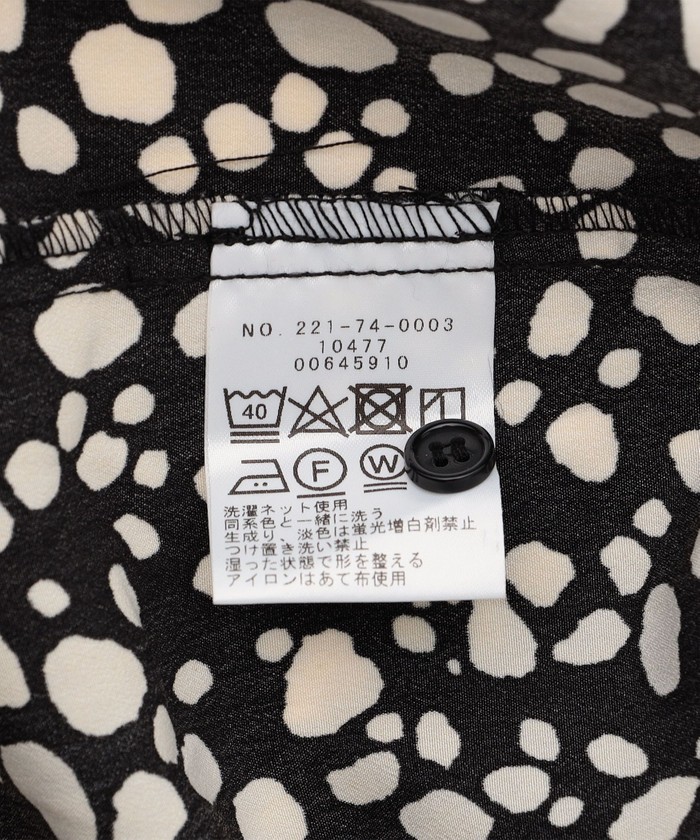 NO. 221-74-0003
10477
00645910
40
F W
洗濯ネット使用
同系色と一緒に洗う
生成り、淡色は蛍光増白剤禁止
つけ置き洗い禁止
湿った状態で形を整える
アイロンはあて布使用